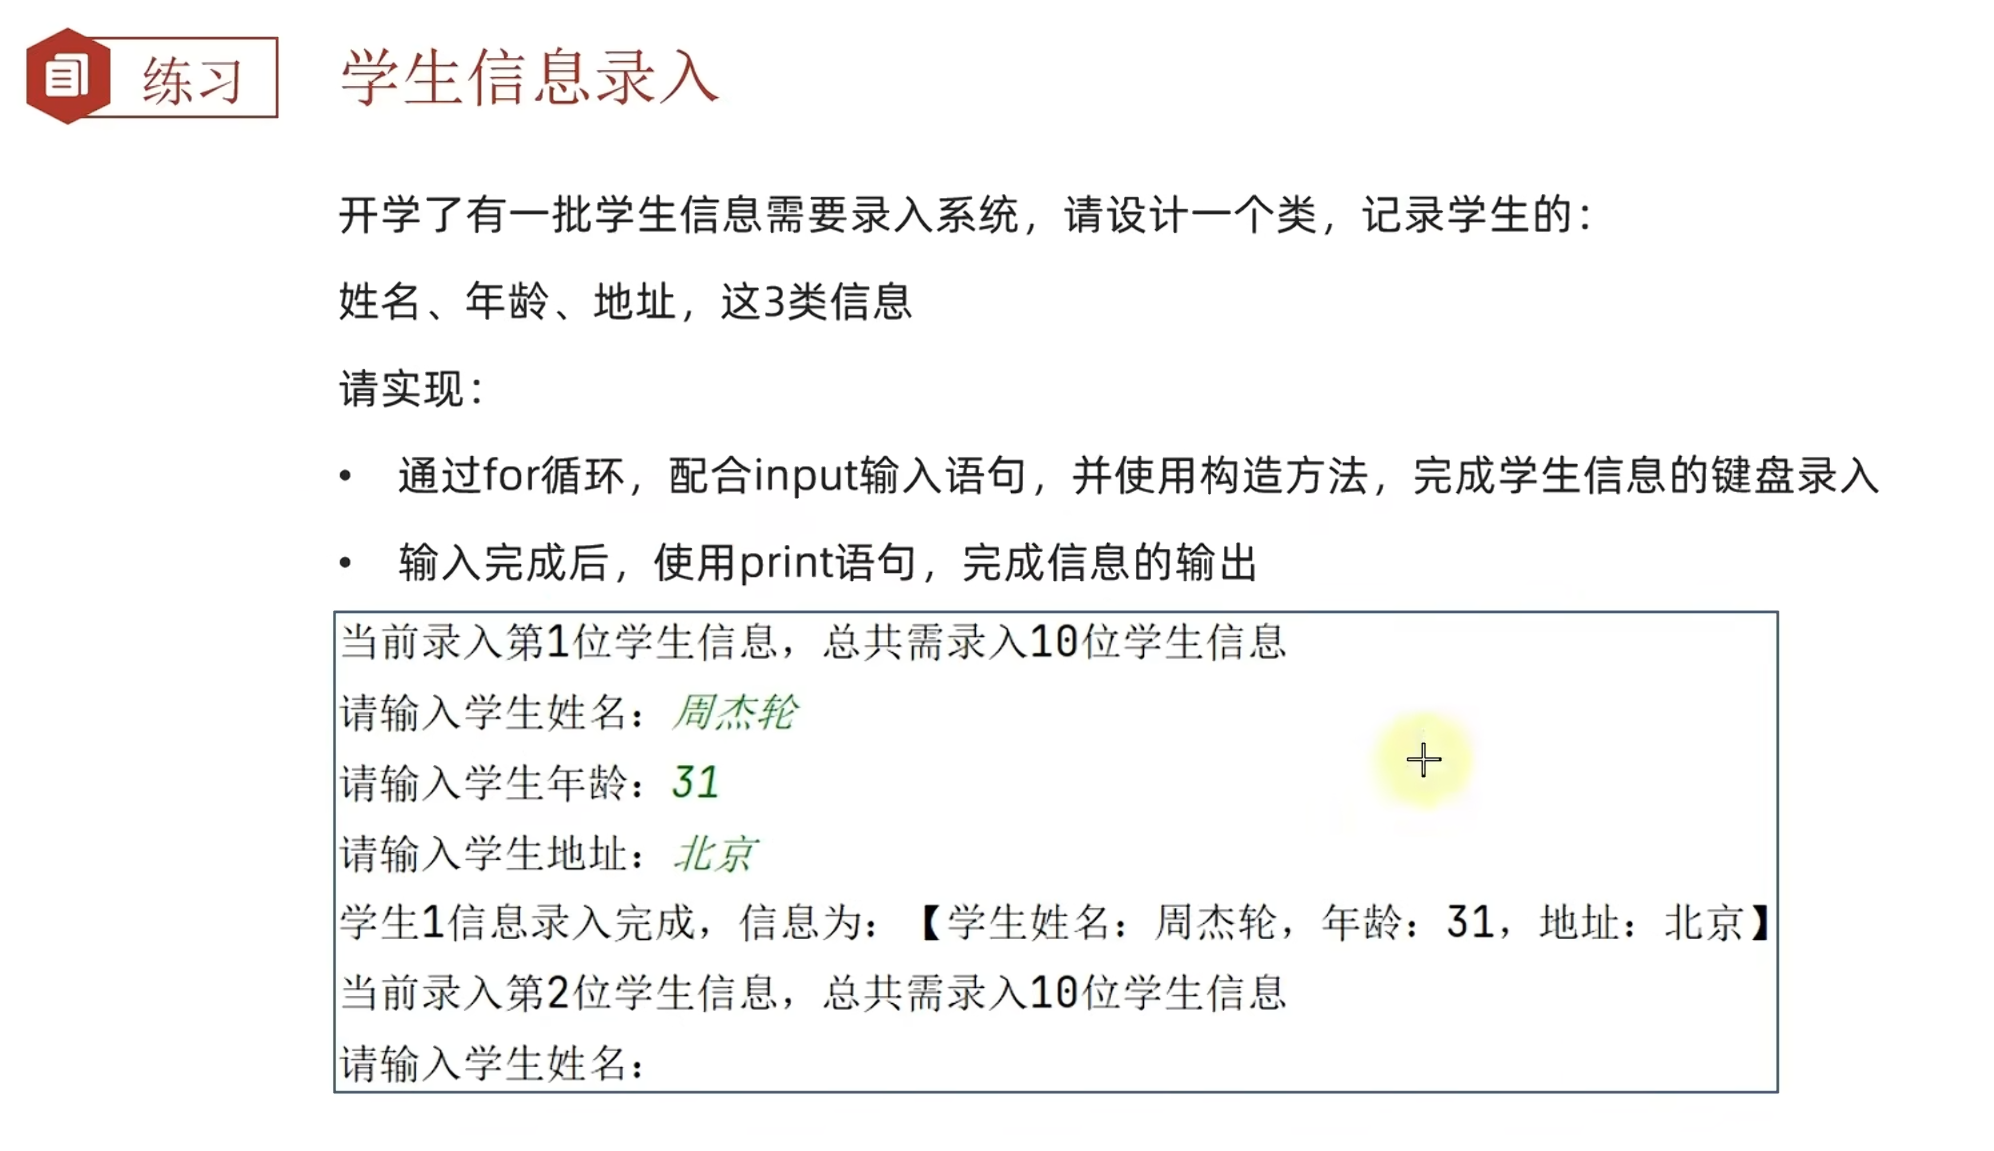 练习
学生信息录入
开学了有一批学生信息需要录入系统，请设计一个类，记录学生的：
姓名、年龄、地址，这3类信息
请实现：
• 通过for循环，配合input输入语句，并使用构造方法，完成学生信息的键盘录入
• 输入完成后，使用print语句，完成信息的输出
当前录入第1位学生信息，总共需录入10位学生信息
请输入学生姓名：周杰轮
请输入学生年龄：31
请输入学生地址：北京
学生1信息录入完成，信息为：【学生姓名：周杰轮，年龄：31，地址：北京】
当前录入第2位学生信息，总共需录入10位学生信息
请输入学生姓名：